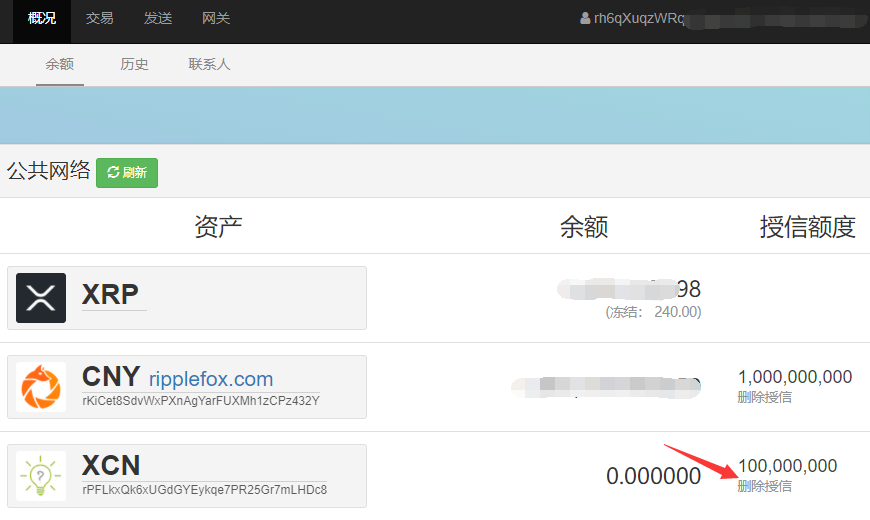 概况 交易 发送 网关 rh6qXuqzWRq
余额 历史 联系人
公共网络 刷新
资产 余额 授信额度
XRP 98
(冻结: 240.00)
CNY ripplefox.com 1,000,000,000
rKiCet8SdvWxPXnAgYarFUXMh1zCPz432Y 删除授信
XCN 0.000000 100,000,000
rPFLkxQk6xUGdGYEykqe7PR25Gr7mLHDc8 删除授信